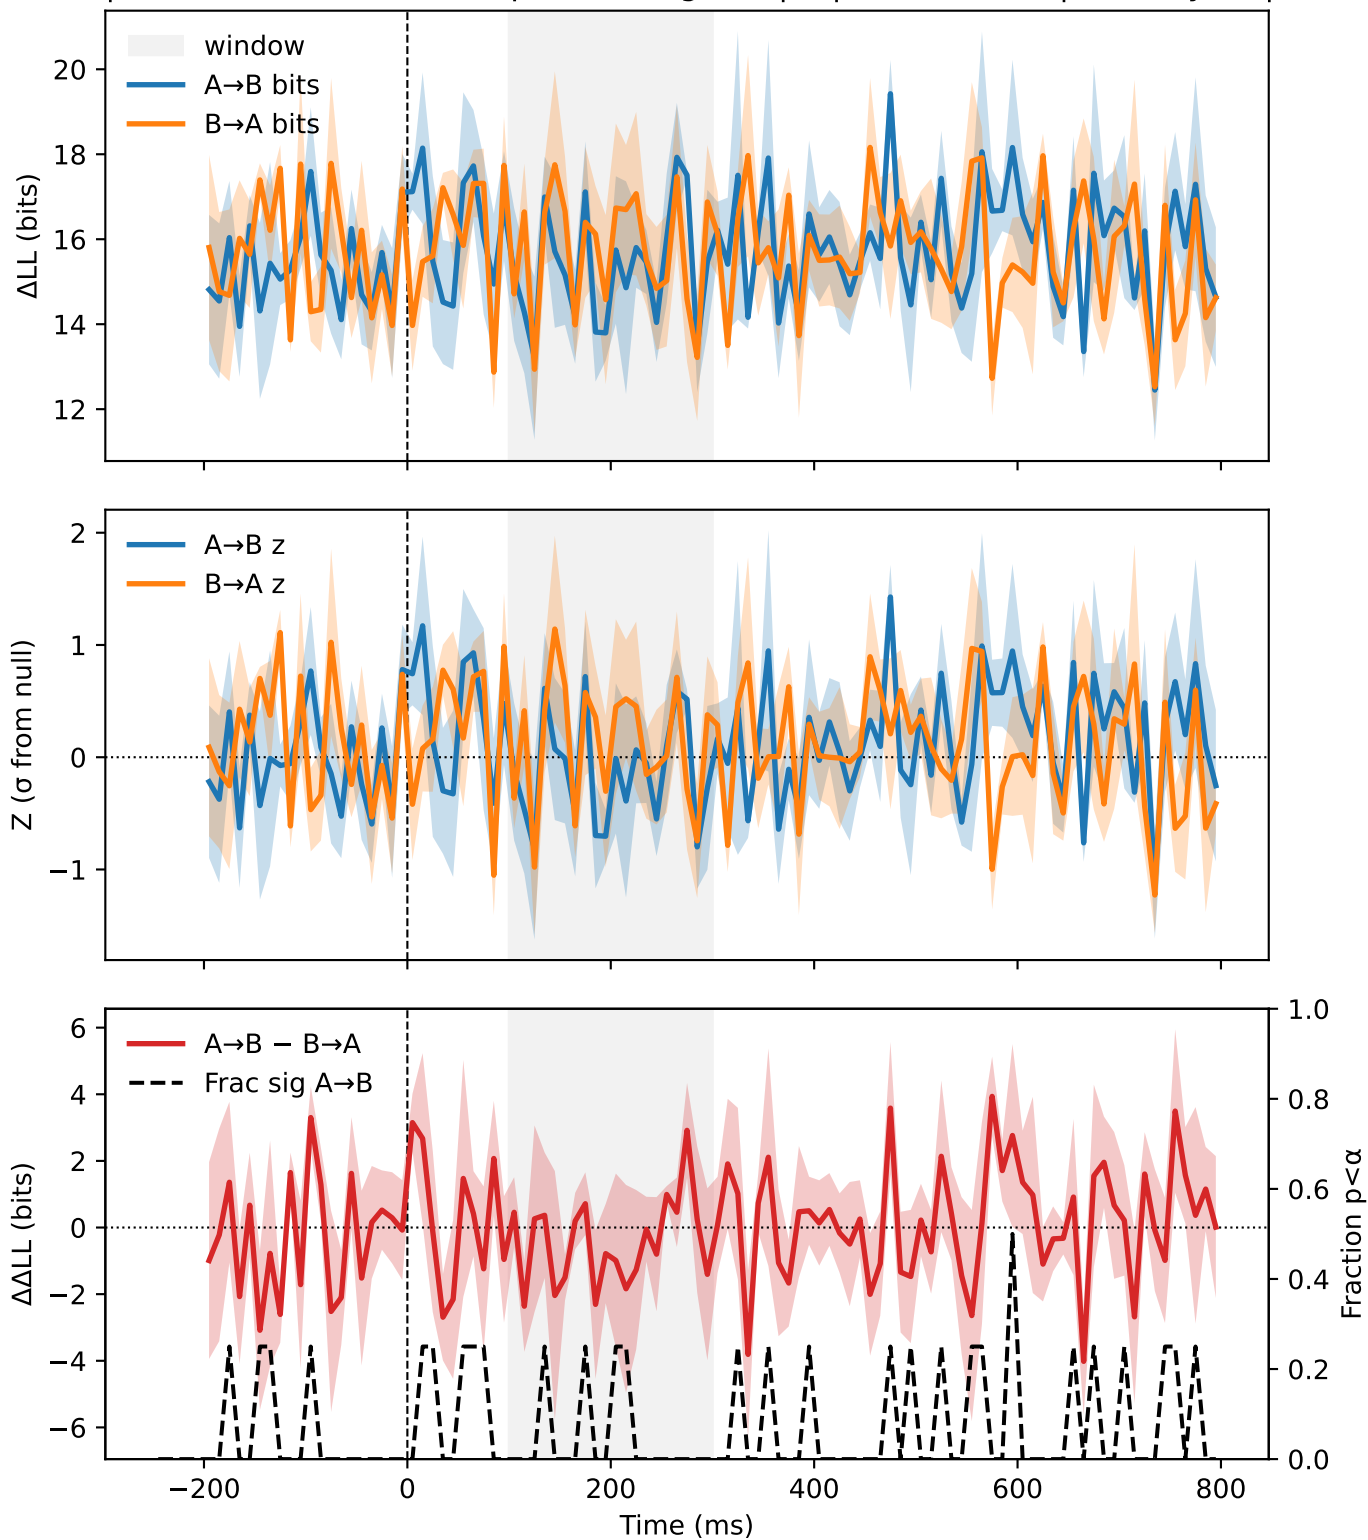 window
A→B bits
B→A bits
ΔLL (bits)
20
18
16
14
12
A→B z
B→A z
Z (σ from null)
2
1
0
−1
A→B − B→A
Frac sig A→B
ΔΔLL (bits)
6
4
2
0
−2
−4
−6
1.0
0.8
0.6
0.4
0.2
0.0
Fraction p<α
−200
0
200
400
600
800
Time (ms)